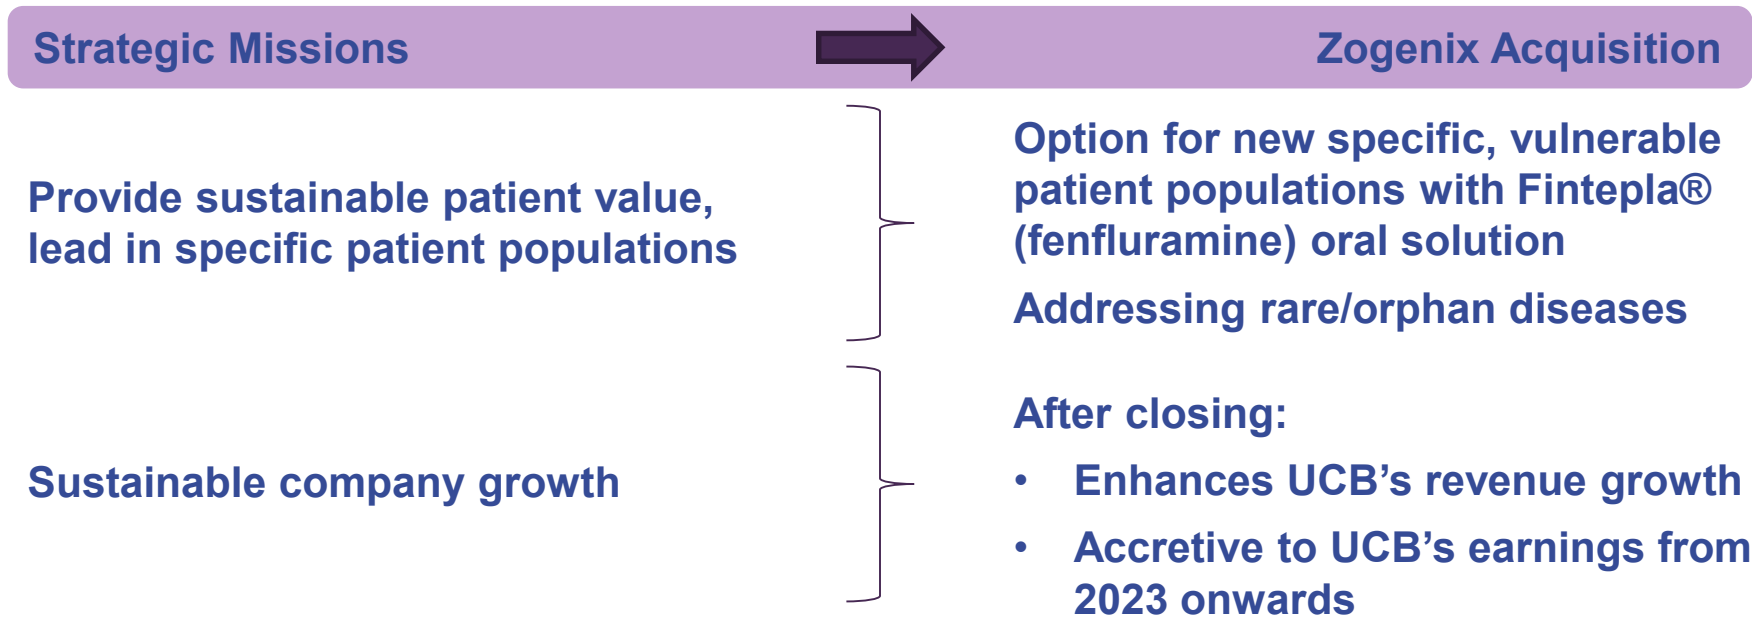 Strategic Missions
Zogenix Acquisition
Provide sustainable patient value,
lead in specific patient populations
Option for new specific, vulnerable
patient populations with Fintepla®
(fenfluramine) oral solution
Addressing rare/orphan diseases
Sustainable company growth
After closing:
• Enhances UCB’s revenue growth
• Accretive to UCB’s earnings from
2023 onwards